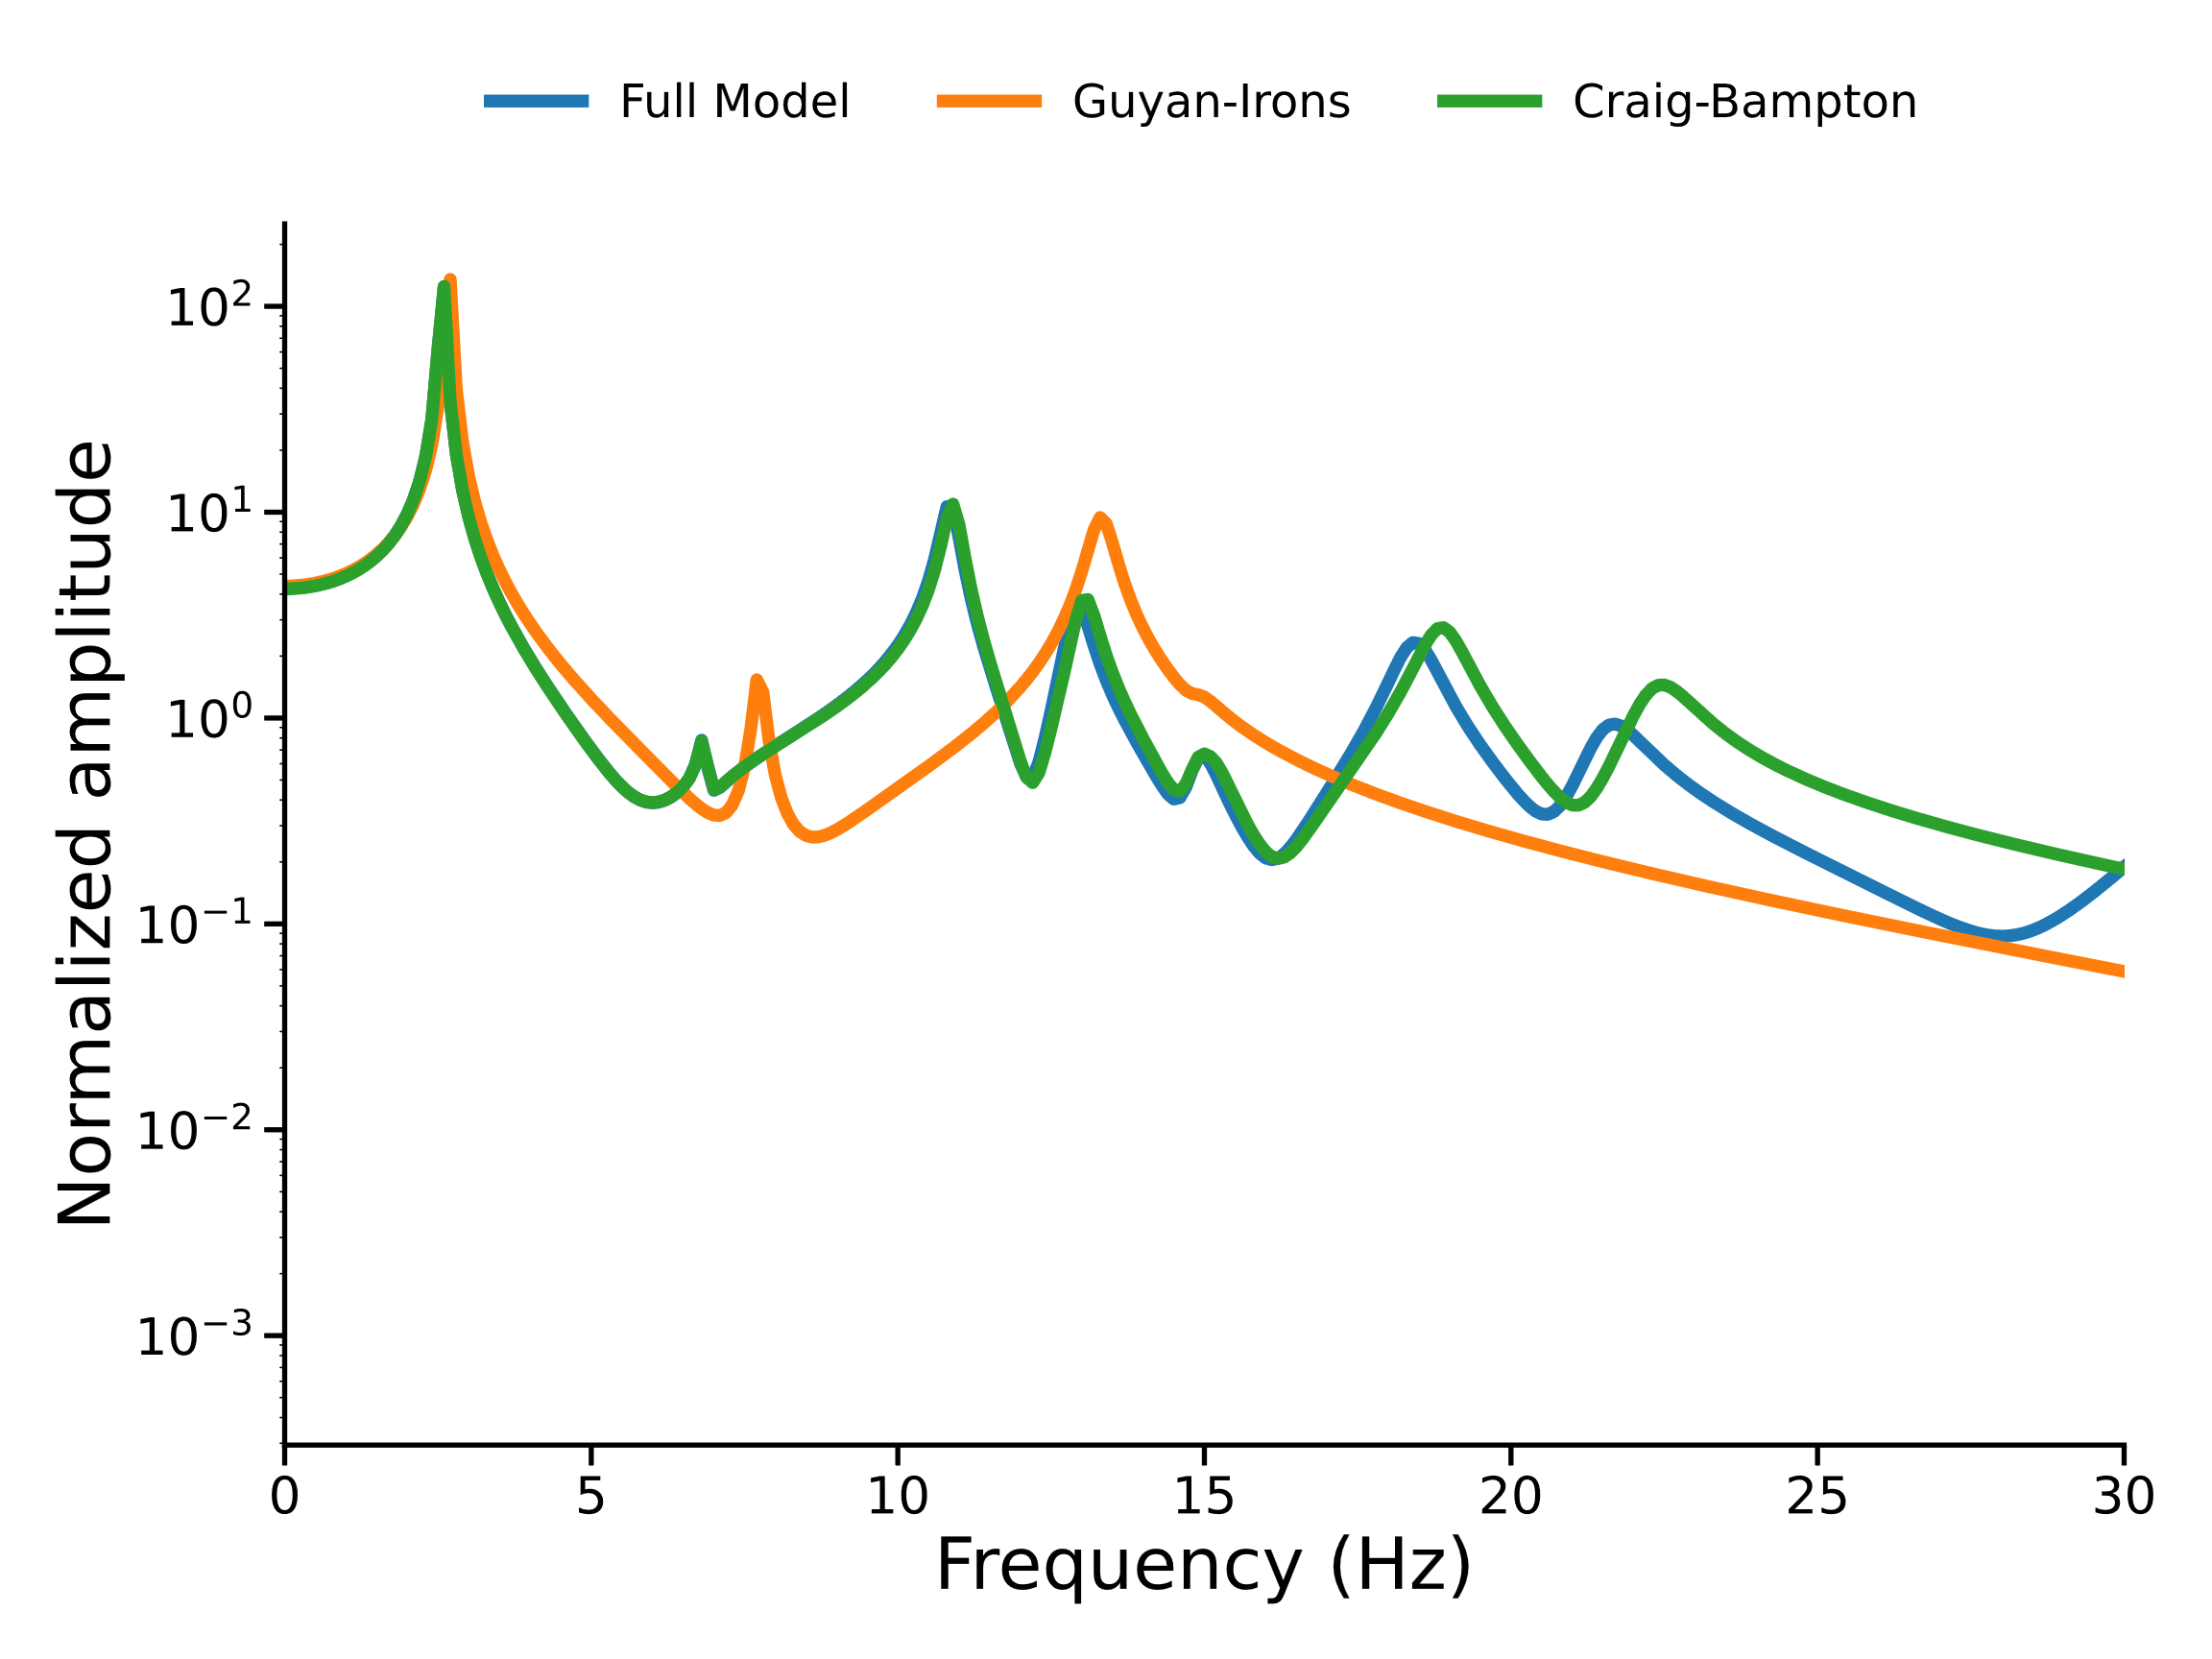 Full Model Guyan-Irons Craig-Bampton
Normalized amplitude
10²
10¹
10⁰
10⁻¹
10⁻²
10⁻³
0 5 10 15 20 25 30
Frequency (Hz)